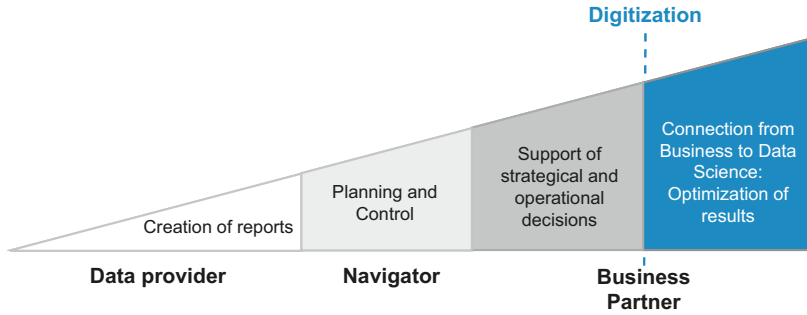 Digitization
Creation of reports
Planning and
Control
Support of
strategical and
operational
decisions
Connection from
Business to Data
Science:
Optimization of
results
Data provider
Navigator
Business
Partner